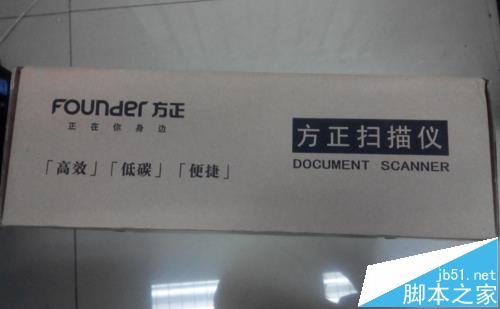 Founder 方正
正在你身边
「高效」「低碳」「便捷」
方正扫描仪
DOCUMENT SCANNER
jb51.net
脚本之家